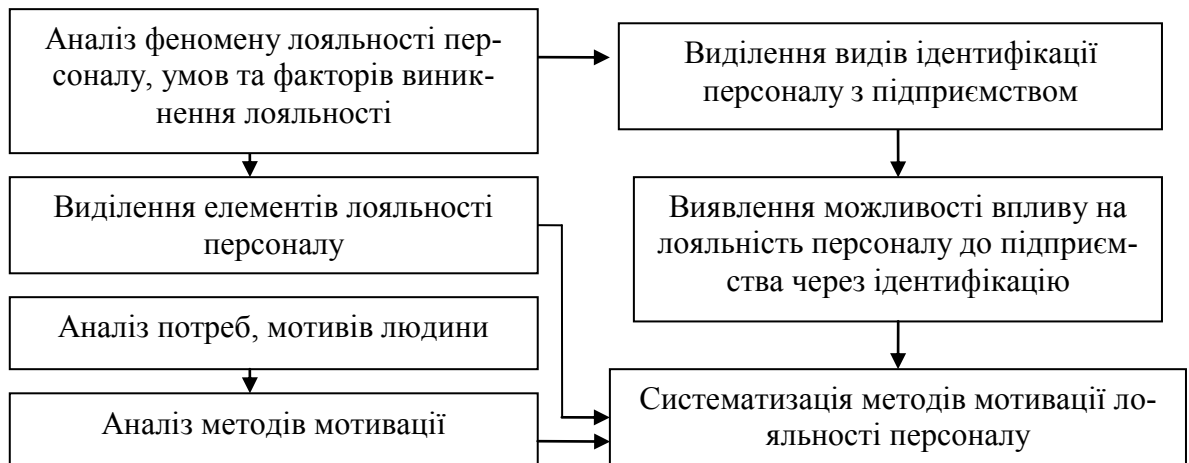 Аналіз феномену лояльності пер-
соналу, умов та факторів виник-
нення лояльності
Виділення видів ідентифікації
персоналу з підприємством
Виділення елементів лояльності
персоналу
Виявлення можливості впливу на
лояльність персоналу до підприєм-
ства через ідентифікацію
Аналіз потреб, мотивів людини
Аналіз методів мотивації
Систематизація методів мотивації ло-
яльності персоналу